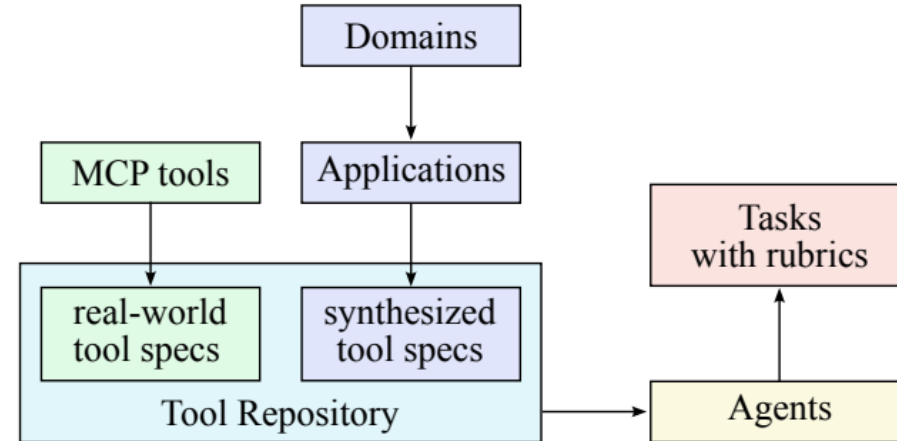 Domains
MCP tools
Applications
Tasks
with rubrics
real-world
tool specs
synthesized
tool specs
Tool Repository
Agents